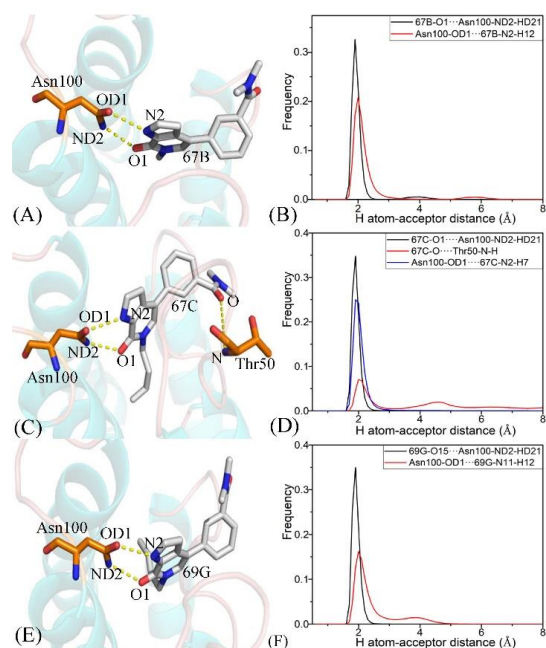 Asn100
OD1
ND2
N2
O1
67B
(A)
67B-O1···Asn100-ND2-HD21
Asn100-OD1···67B-N2-H12
Frequency
0.3
0.2
0.1
0.0
2 4 6 8
H atom-acceptor distance (Å)
(B)
67C
O
OD1
N2
ND2
O1
N
Thr50
Asn100
(C)
67C-O1····Asn100-ND2-HD21
67C-O····Thr50-N-H
Asn100-OD1····67C-N2-H7
Frequency
0.5
0.4
0.3
0.2
0.1
0.0
2 4 6 8
H atom-acceptor distance (Å)
(D)
Asn100
OD1
N2
ND2
O1
69G
(E)
69G-O15···Asn100-ND2-HD21
Asn100-OD1···69G-N11-H12
Frequency
0.4
0.3
0.2
0.1
0.0
2 4 6 8
H atom-acceptor distance (Å)
(F)